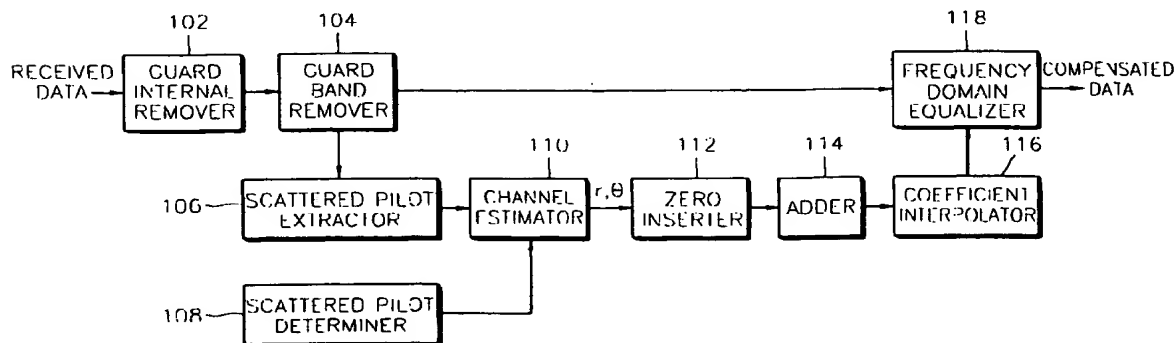 102
104
118
RECEIVED
DATA
GUARD
INTERNAL
REMOVER
GUARD
BAND
REMOVER
FREQUENCY
DOMAIN
EQUALIZER
COMPENSATED
DATA
110
112
114
116
106
SCATTERED PILOT
EXTRACTOR
CHANNEL
ESTIMATOR
r,θ
ZERO
INSERTER
ADDER
COEFFICIENT
INTERPOLATOR
108
SCATTERED PILOT
DETERMINER